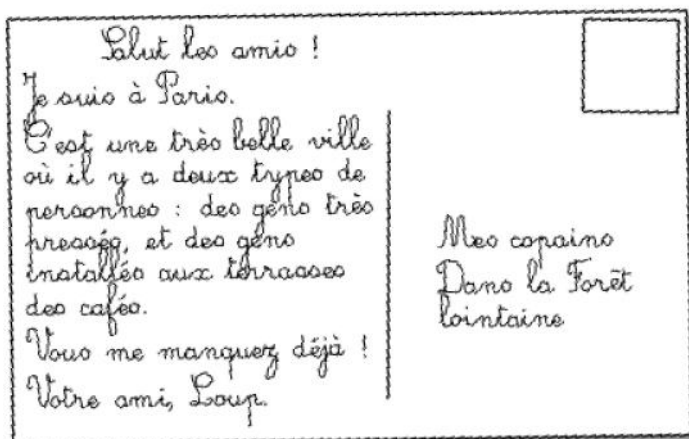 Salut les amis !
Je suis à Paris.
C'est une très belle ville
où il y a deux types de
personnes : des gens très
pressés, et des gens
installés aux terrasses
des cafés.
Vous me manquez déjà !
Votre ami, Loup.
Mes copains
Dans la Forêt
lointaine